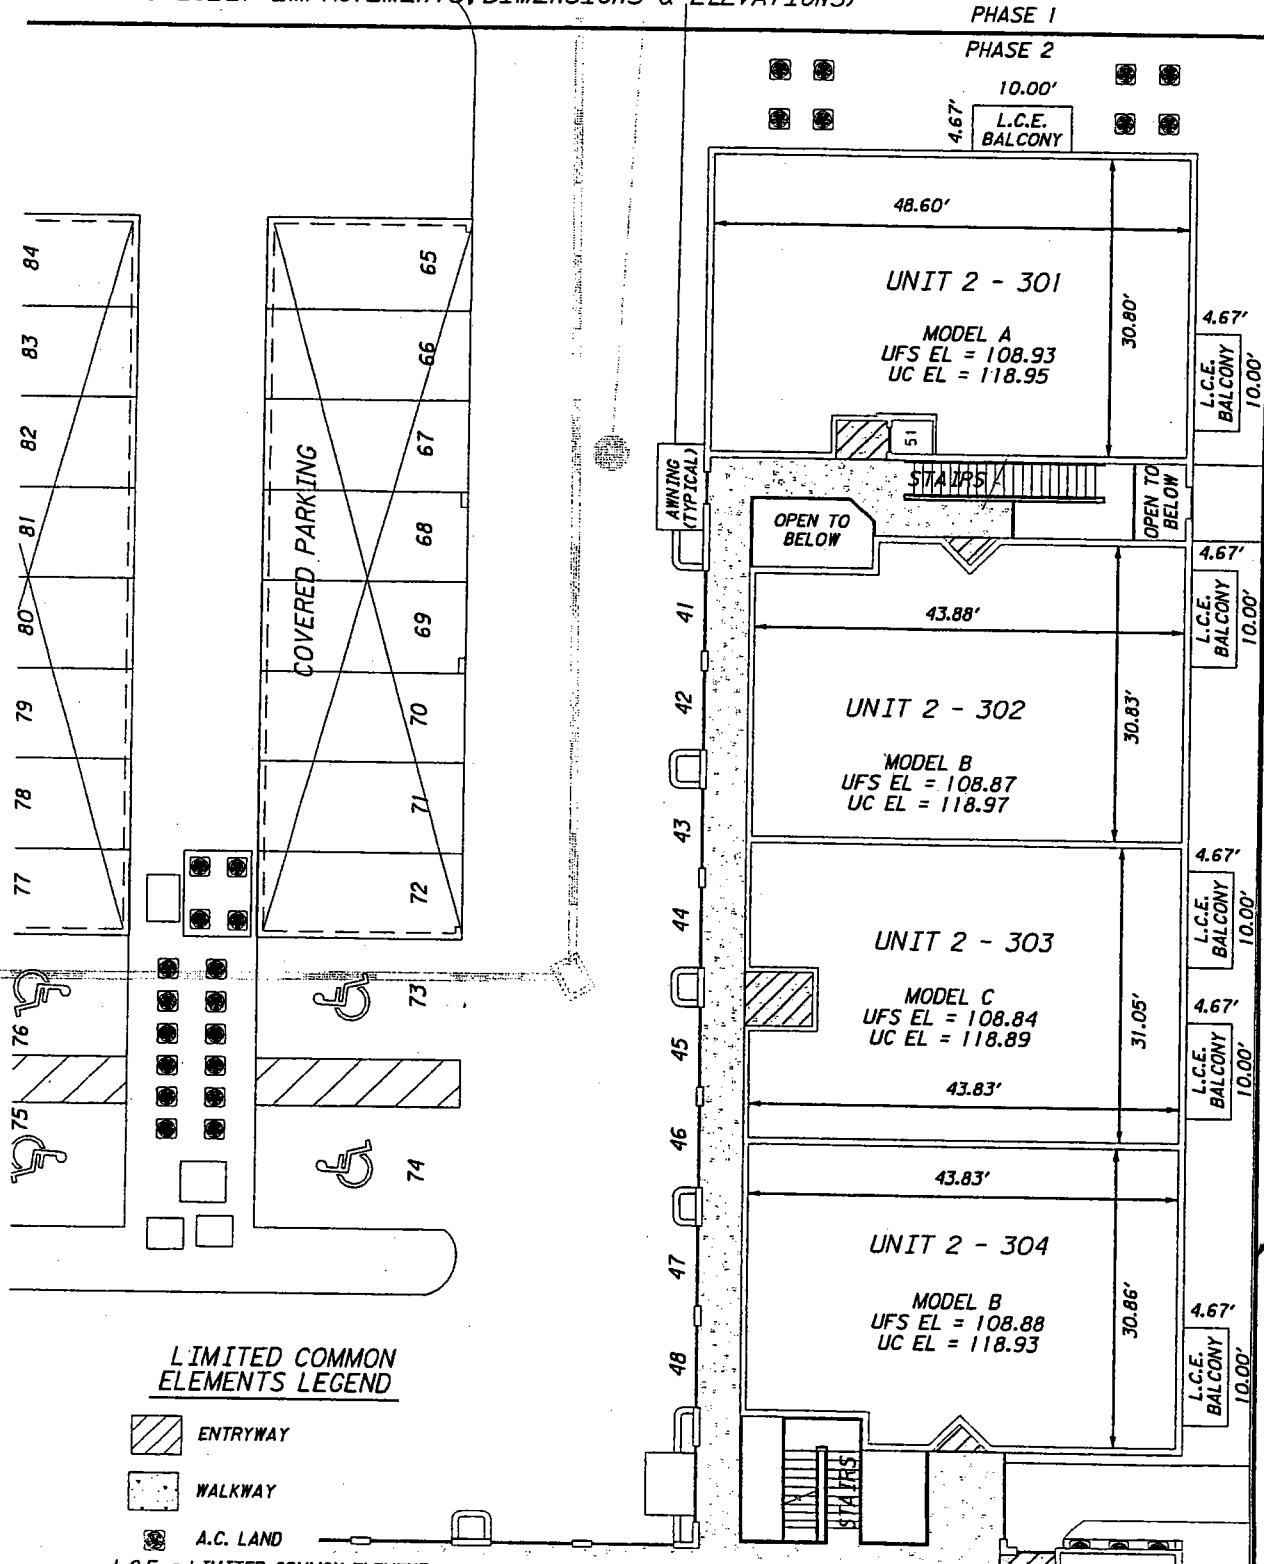 IMPROVEMENTS, DIMENSIONS & ELEVATIONS)
PHASE 1
PHASE 2
10.00'
4.67'
L.C.E.
BALCONY
48.60'
UNIT 2 - 301
30.80'
MODEL A
UFS EL = 108.93
UC EL = 118.95
4.67'
L.C.E.
BALCONY
10.00'
51
AWNING
(TYPICAL)
STAIRS
OPEN TO
BELOW
OPEN TO
BELOW
84
83
82
81
80
79
78
77
COVERED PARKING
65
66
67
68
69
70
71
72
41
42
43
44
45
46
47
48
43.88'
4.67'
L.C.E.
BALCONY
10.00'
UNIT 2 - 302
30.83'
MODEL B
UFS EL = 108.87
UC EL = 118.97
4.67'
L.C.E.
BALCONY
10.00'
UNIT 2 - 303
MODEL C
UFS EL = 108.84
UC EL = 118.89
31.05'
43.83'
4.67'
L.C.E.
BALCONY
10.00'
76
73
75
74
43.83'
UNIT 2 - 304
MODEL B
UFS EL = 108.88
UC EL = 118.93
30.86'
4.67'
L.C.E.
BALCONY
10.00'
STAIRS
LIMITED COMMON
ELEMENTS LEGEND
ENTRYWAY
WALKWAY
A.C. LAND
L.C.E. = LIMITED COMMON ELEMENT